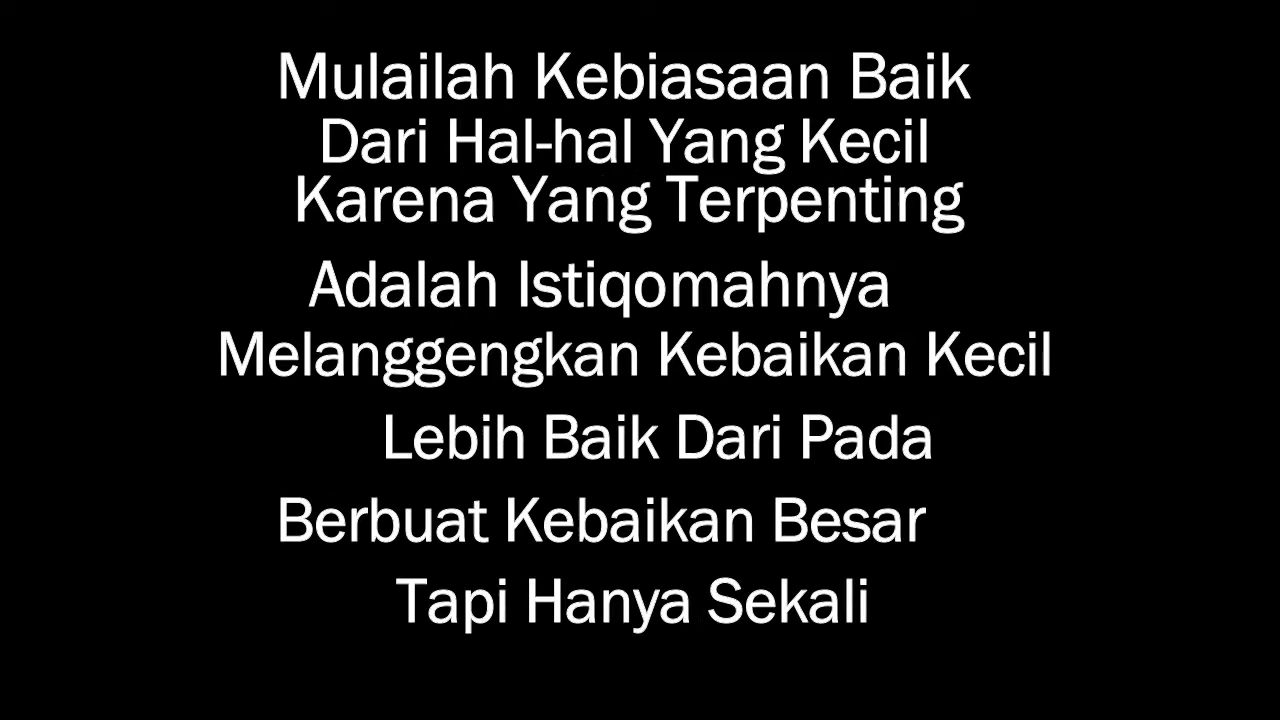 Mulailah Kebiasaan Baik
Dari Hal-hal Yang Kecil
Karena Yang Terpenting
Adalah Istiqomahnya
Melanggengkan Kebaikan Kecil
Lebih Baik Dari Pada
Berbuat Kebaikan Besar
Tapi Hanya Sekali